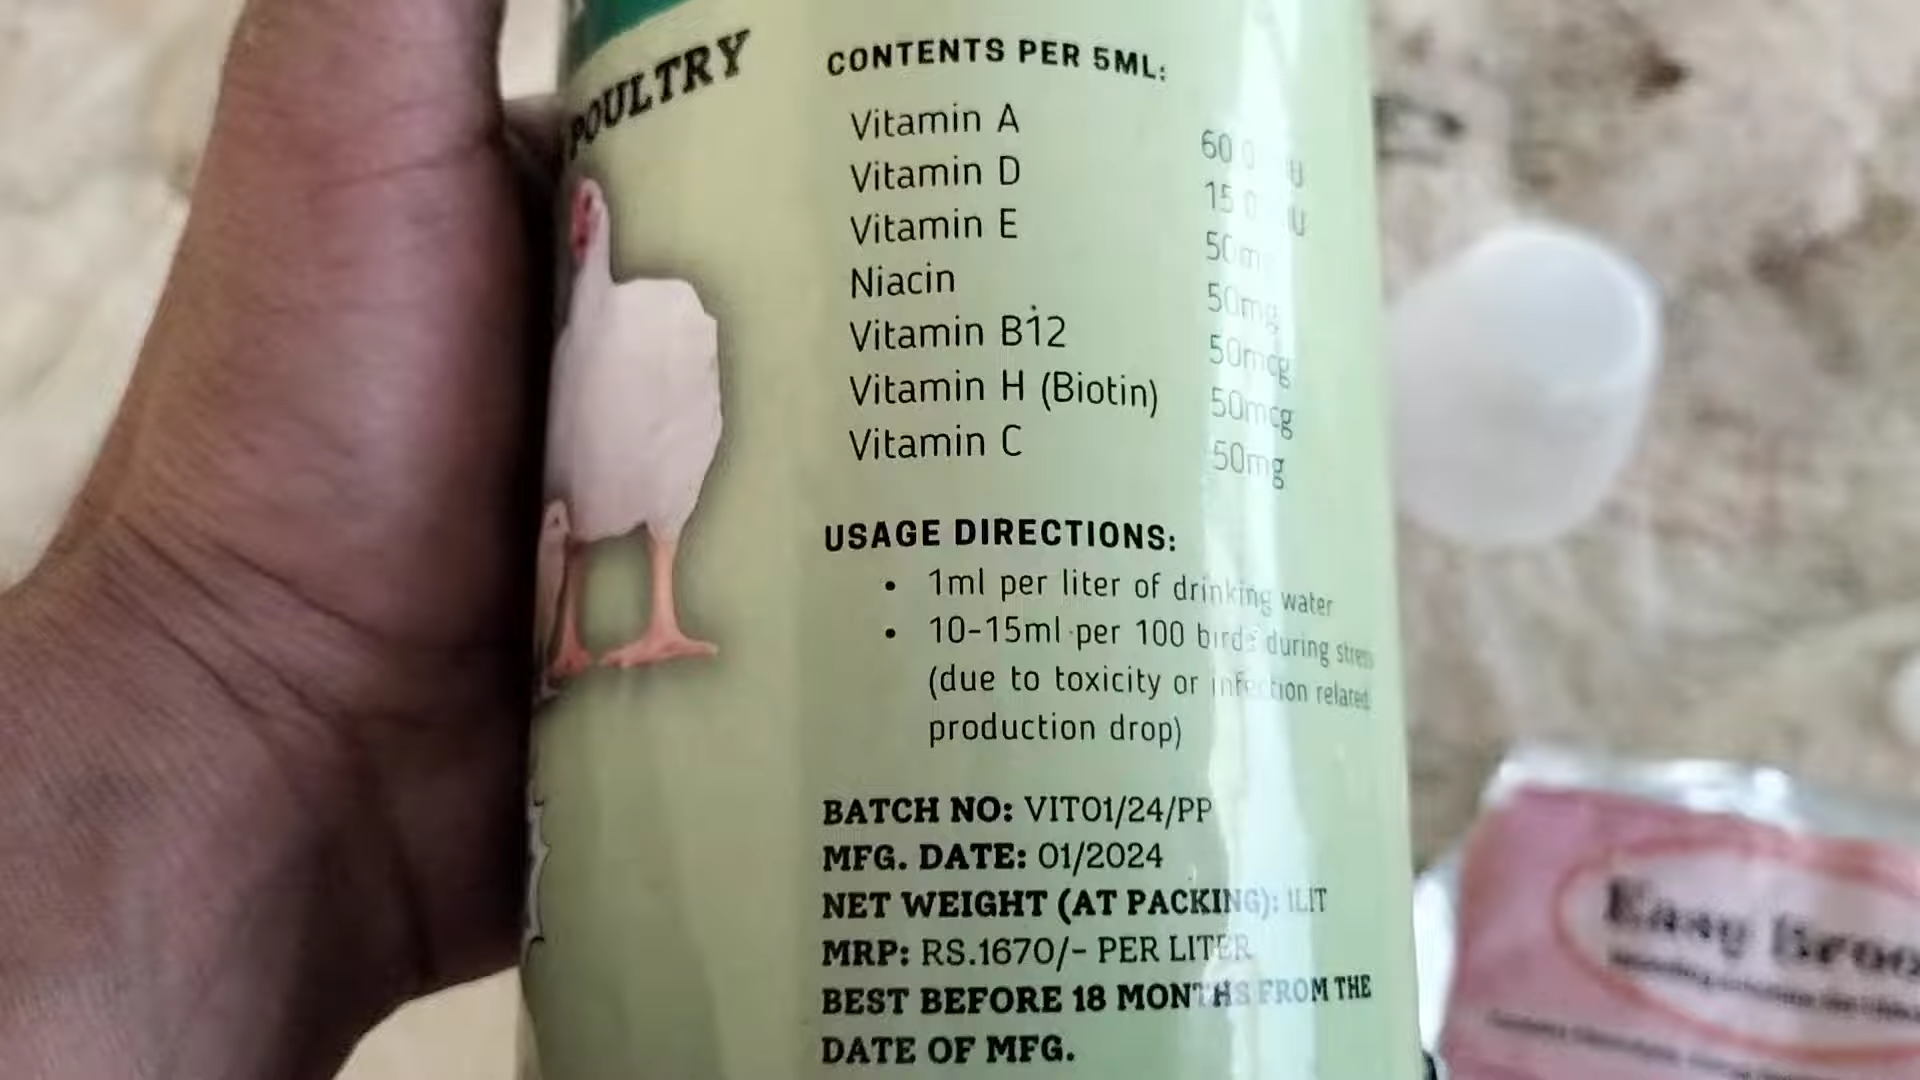 POULTRY
CONTENTS PER 5ML:
Vitamin A
Vitamin D
Vitamin E 50m
Niacin 50mg
Vitamin B12 50mcg
Vitamin H (Biotin) 50mcg
Vitamin C 50mg
USAGE DIRECTIONS:
• 1ml per liter of drinking water
• 10-15ml per 100 birds during stress
(due to toxicity or infection related
production drop)
BATCH NO: VIT01/24/PP
MFG. DATE: 01/2024
NET WEIGHT (AT PACKING): 1LIT
MRP: RS.1670/- PER LITER
BEST BEFORE 18 MONTHS FROM THE
DATE OF MFG.
Easy